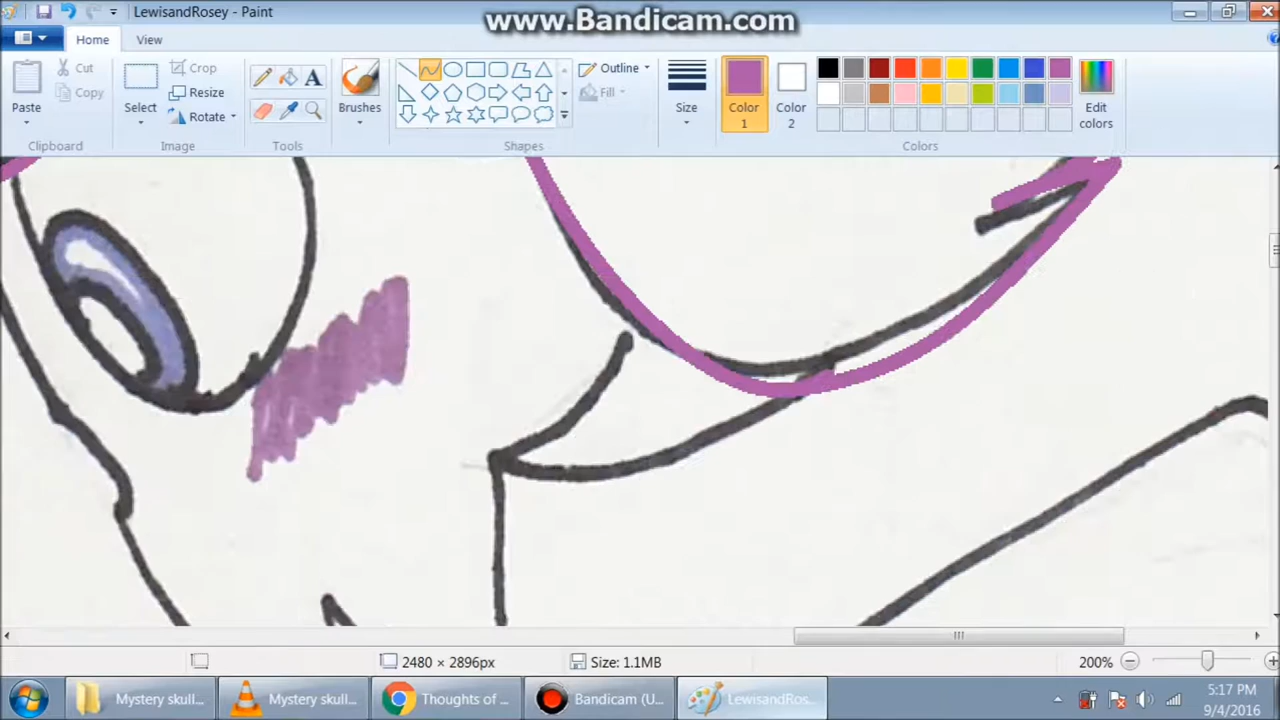 www.Bandicam.com
LewisandRosey - Paint
Home View
Paste
Cut
Copy
Clipboard
Select
Crop
Resize
Rotate
Image
A
Tools
Brushes
Outline
Fill
Shapes
Size
Color 1
Color 2
Edit colors
Colors
2480 × 2896px
Size: 1.1MB
200%
Mystery skull...
Mystery skull...
Thoughts of ...
Bandicam (U...
LewisandRos...
5:17 PM
9/4/2016